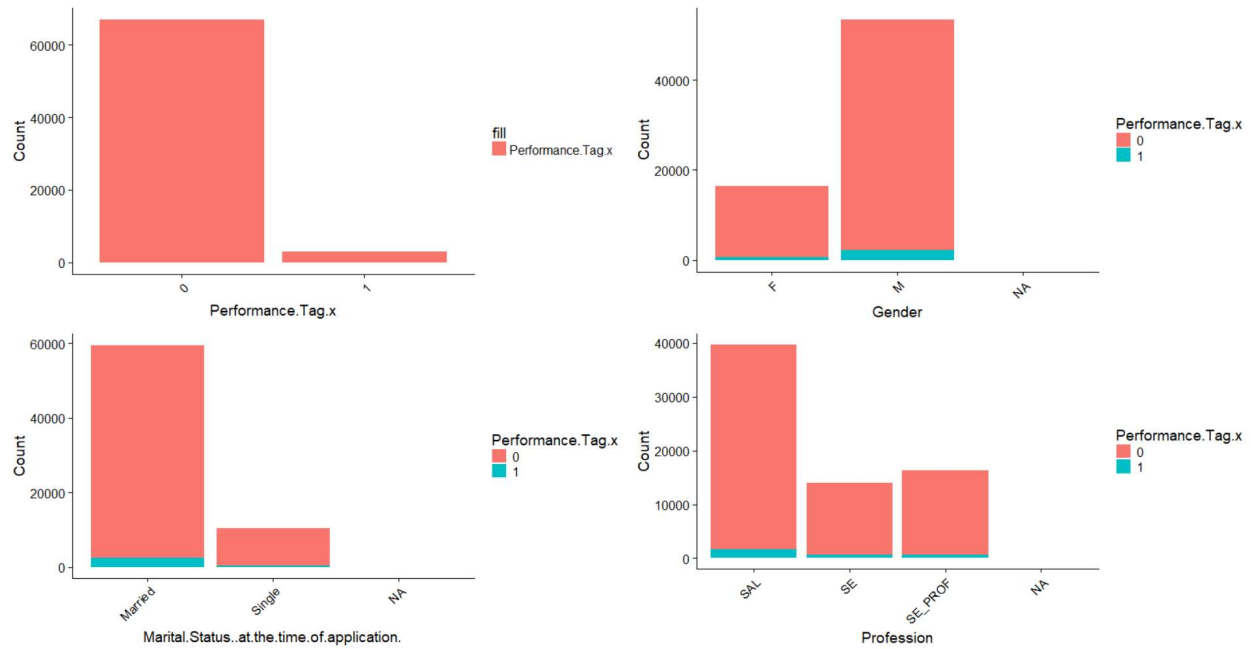 60000
40000
20000
0
Count
0
1
Performance.Tag.x
fill
Performance.Tag.x
40000
20000
0
Count
F
M
NA
Gender
Performance.Tag.x
0
1
60000
40000
20000
0
Count
Married
Single
NA
Marital.Status..at.the.time.of.application.
Performance.Tag.x
0
1
40000
30000
20000
10000
0
Count
SAL
SE
SE_PROF
NA
Profession
Performance.Tag.x
0
1